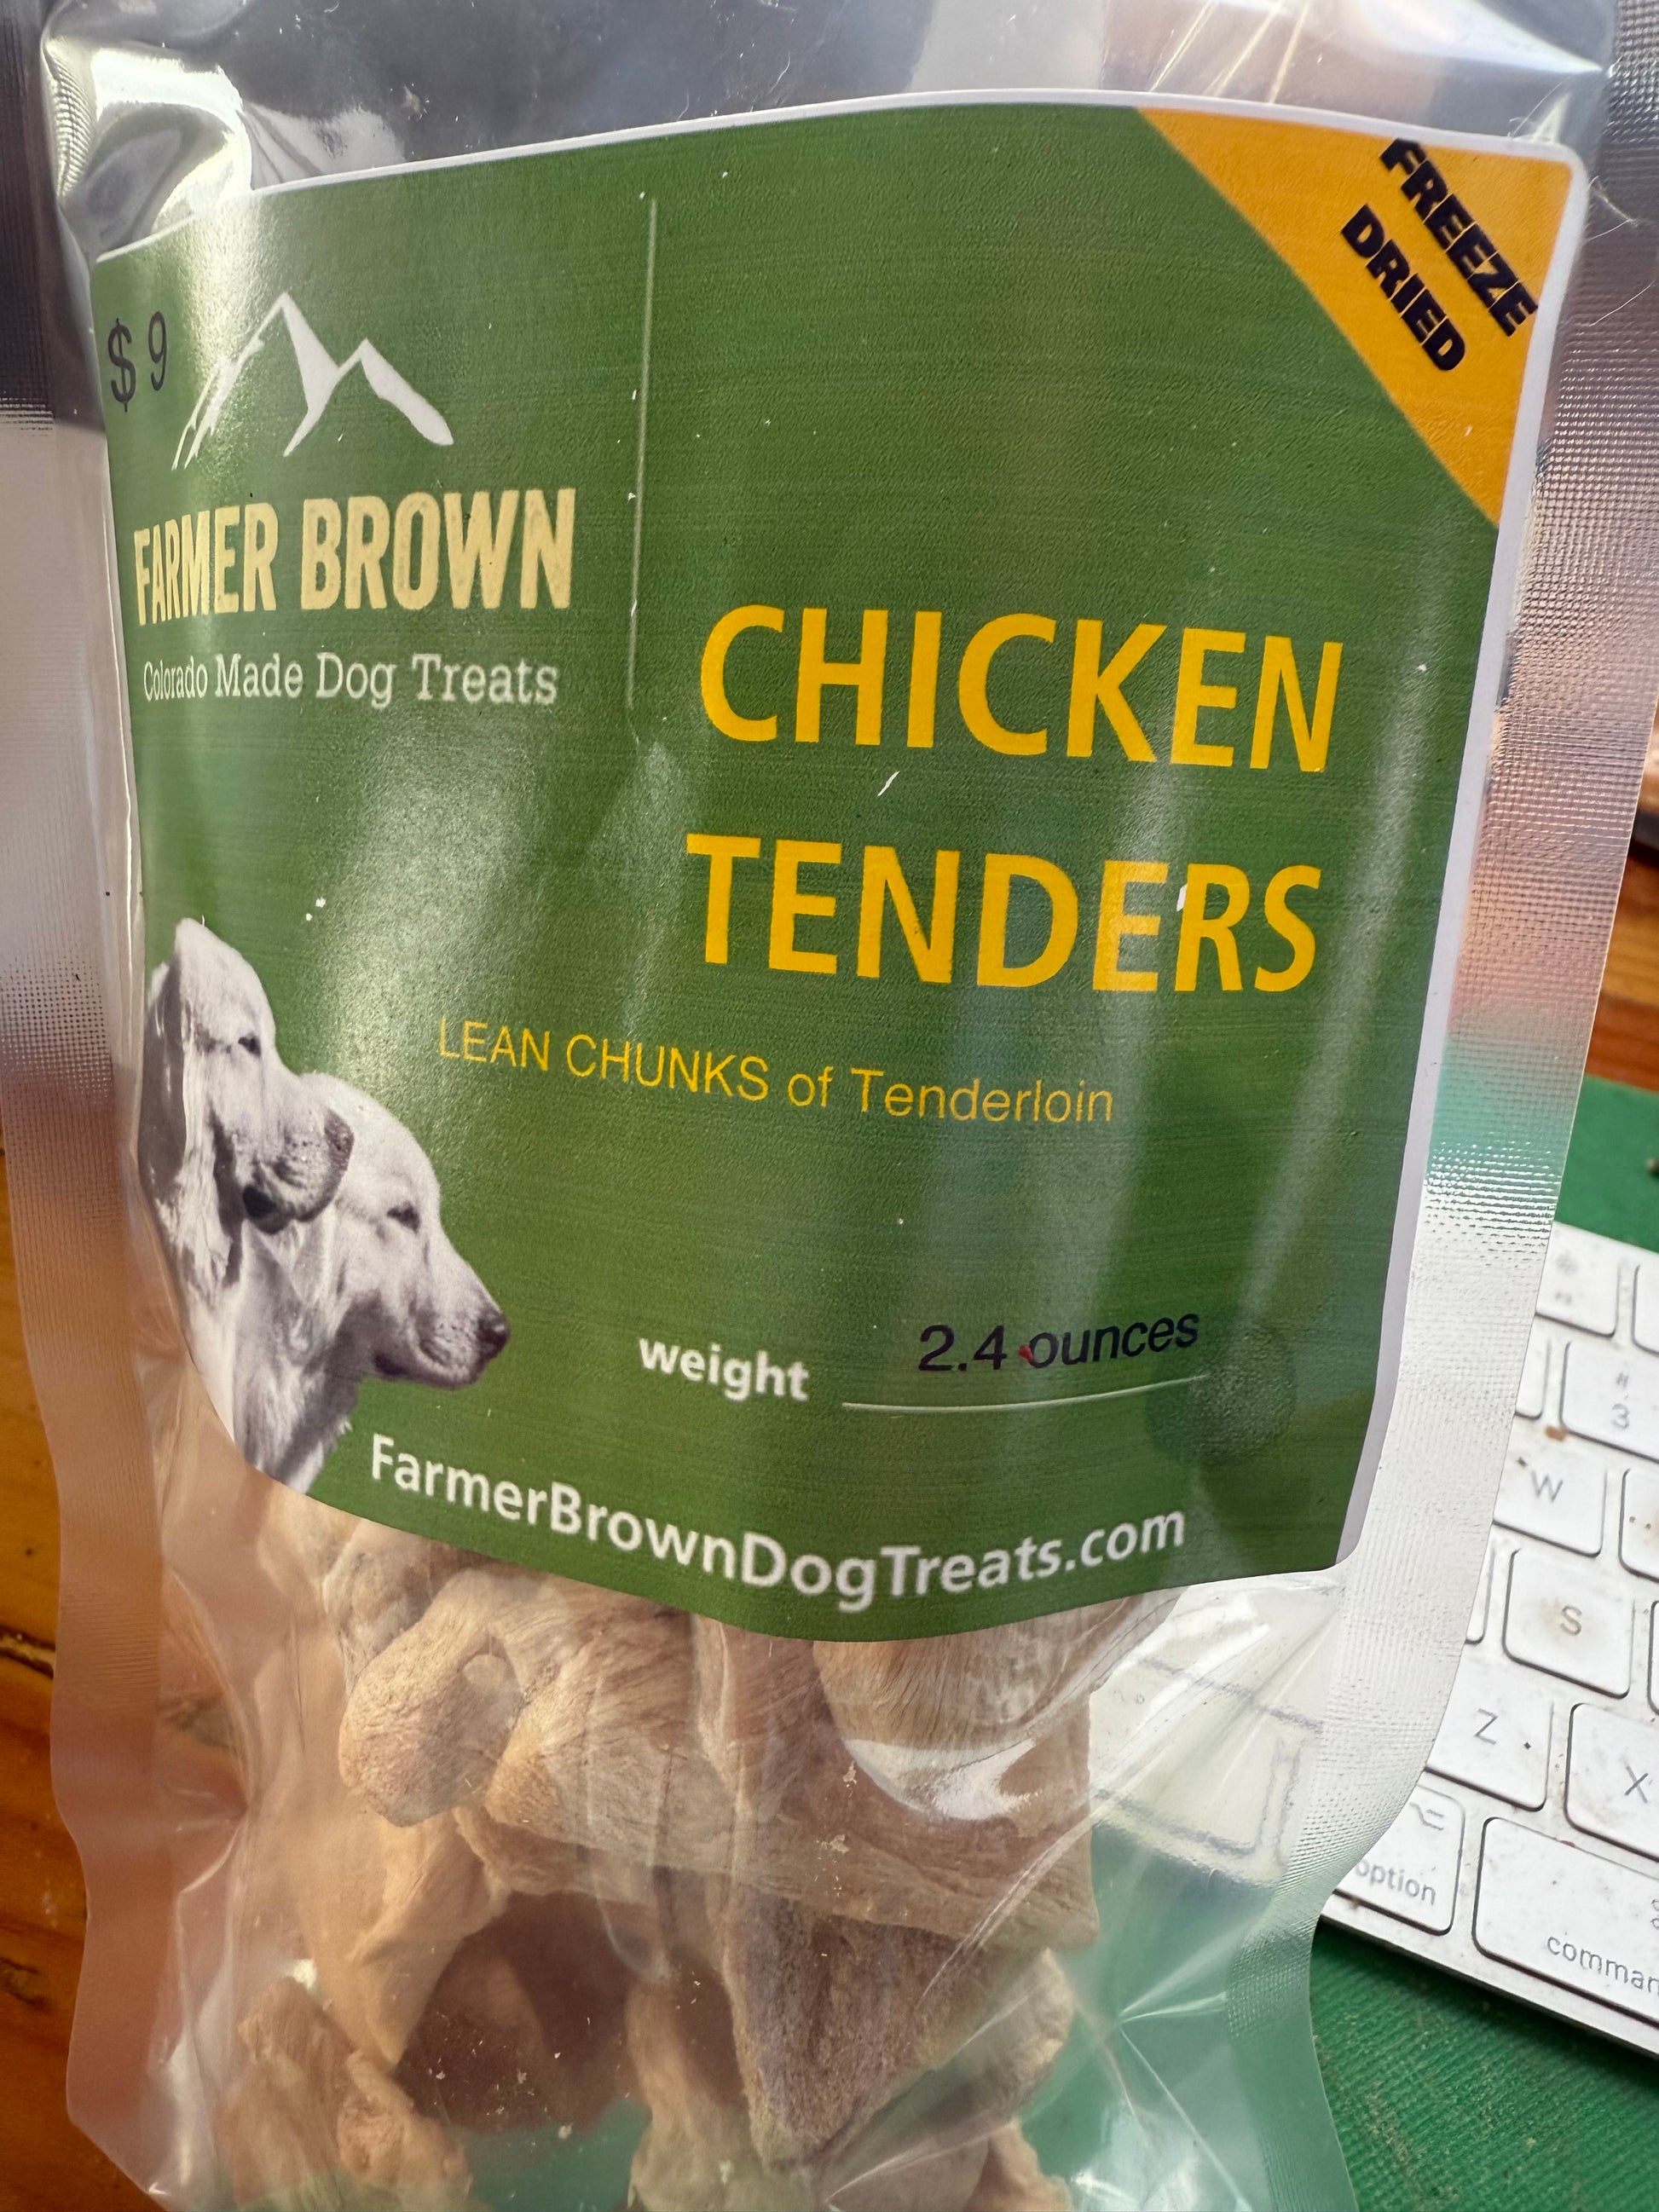 FREEZE
DRIED
$ 9
FARMER BROWN
Colorado Made Dog Treats
CHICKEN
TENDERS
LEAN CHUNKS of Tenderloin
weight 2.4 ounces
FarmerBrownDogTreats.com
#
3
W
S
Z
X
option